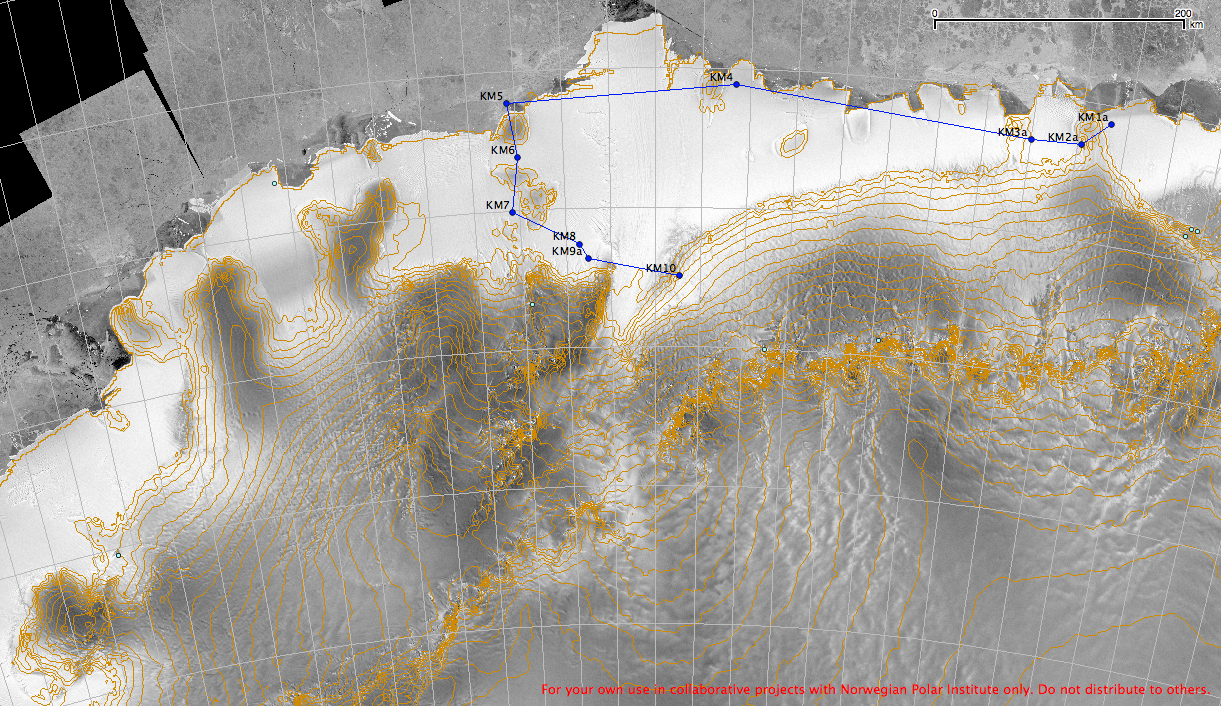 0 200
km
KM4
KM5
KM1a
KM3a
KM2a
KM6
KM7
KM8
KM9a
KM10
For your own use in collaborative projects with Norwegian Polar Institute only. Do not distribute to others.